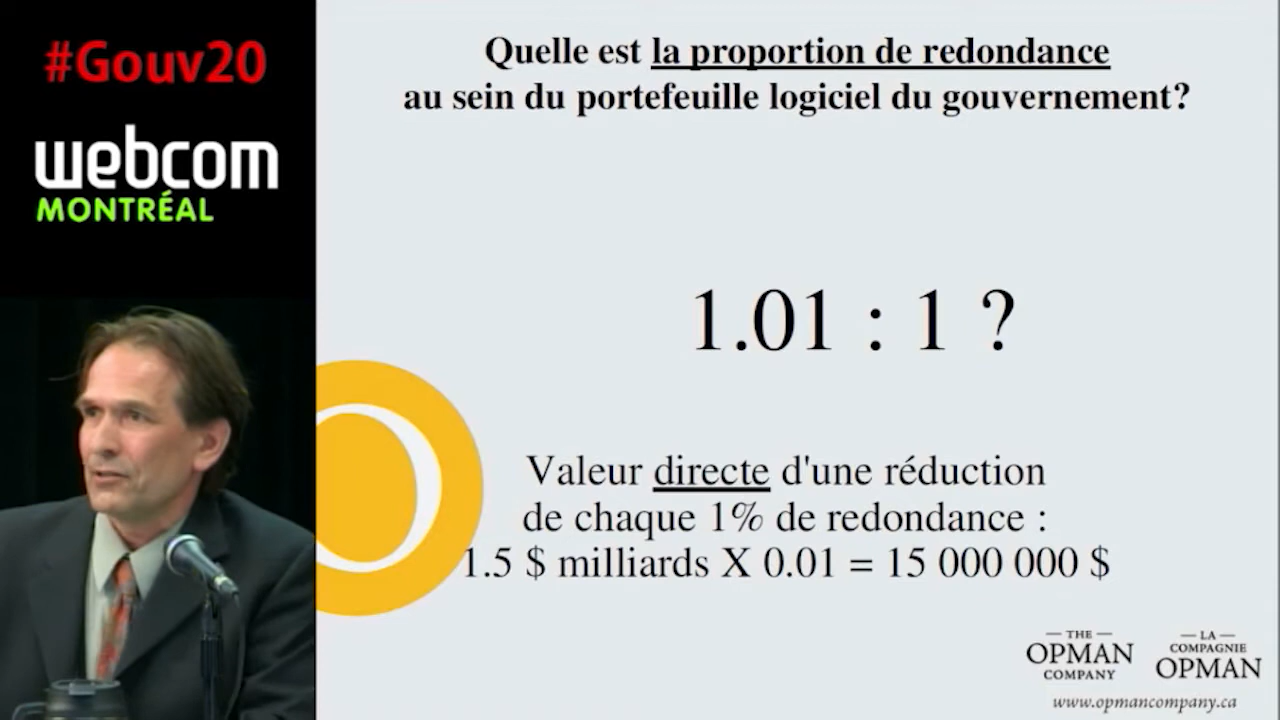 #Gouv20
webcom
MONTRÉAL
Quelle est la proportion de redondance
au sein du portefeuille logiciel du gouvernement?
1.01 : 1 ?
Valeur directe d'une réduction
de chaque 1% de redondance :
1.5 $ milliards X 0.01 = 15 000 000 $
THE
OPMAN
COMPANY
LA
COMPAGNIE
OPMAN
www.opmancompany.ca